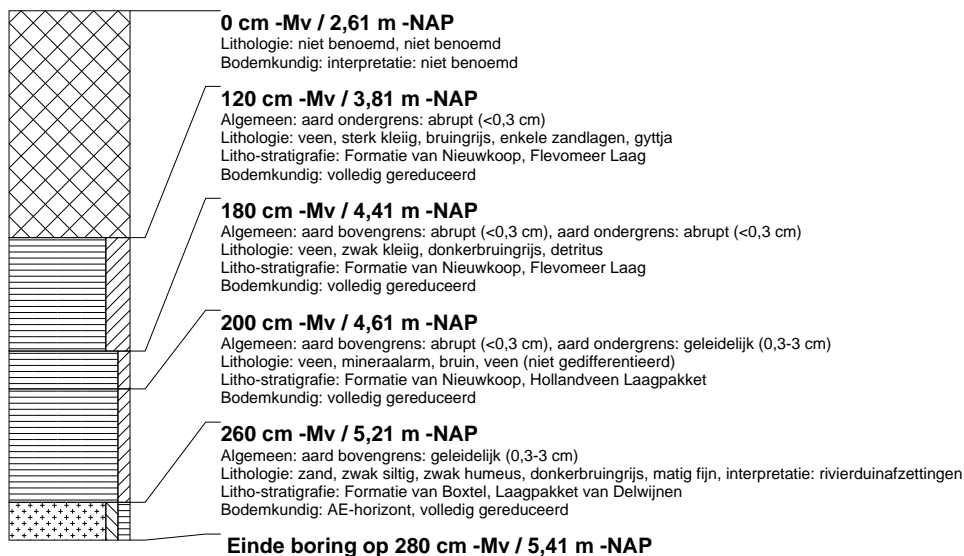 0 cm -Mv / 2,61 m -NAP
Lithologie: niet benoemd, niet benoemd
Bodemkundig: interpretatie: niet benoemd
120 cm -Mv / 3,81 m -NAP
Algemeen: aard ondergrens: abrupt (<0,3 cm)
Lithologie: veen, sterk kleiig, bruingrijs, enkele zandlagen, gyttja
Litho-stratigrafie: Formatie van Nieuwkoop, Flevomeer Laag
Bodemkundig: volledig gereduceerd
180 cm -Mv / 4,41 m -NAP
Algemeen: aard bovengrens: abrupt (<0,3 cm), aard ondergrens: abrupt (<0,3 cm)
Lithologie: veen, zwak kleiig, donkerbruingrijs, detritus
Litho-stratigrafie: Formatie van Nieuwkoop, Flevomeer Laag
Bodemkundig: volledig gereduceerd
200 cm -Mv / 4,61 m -NAP
Algemeen: aard bovengrens: abrupt (<0,3 cm), aard ondergrens: geleidelijk (0,3-3 cm)
Lithologie: veen, mineraalarm, bruin, veen (niet gedifferentieerd)
Litho-stratigrafie: Formatie van Nieuwkoop, Hollandveen Laagpakket
Bodemkundig: volledig gereduceerd
260 cm -Mv / 5,21 m -NAP
Algemeen: aard bovengrens: geleidelijk (0,3-3 cm)
Lithologie: zand, zwak siltig, zwak humeus, donkerbruingrijs, matig fijn, interpretatie: rivierduinafzettingen
Litho-stratigrafie: Formatie van Boxtel, Laagpakket van Delwijnen
Bodemkundig: AE-horizont, volledig gereduceerd
Einde boring op 280 cm -Mv / 5,41 m -NAP